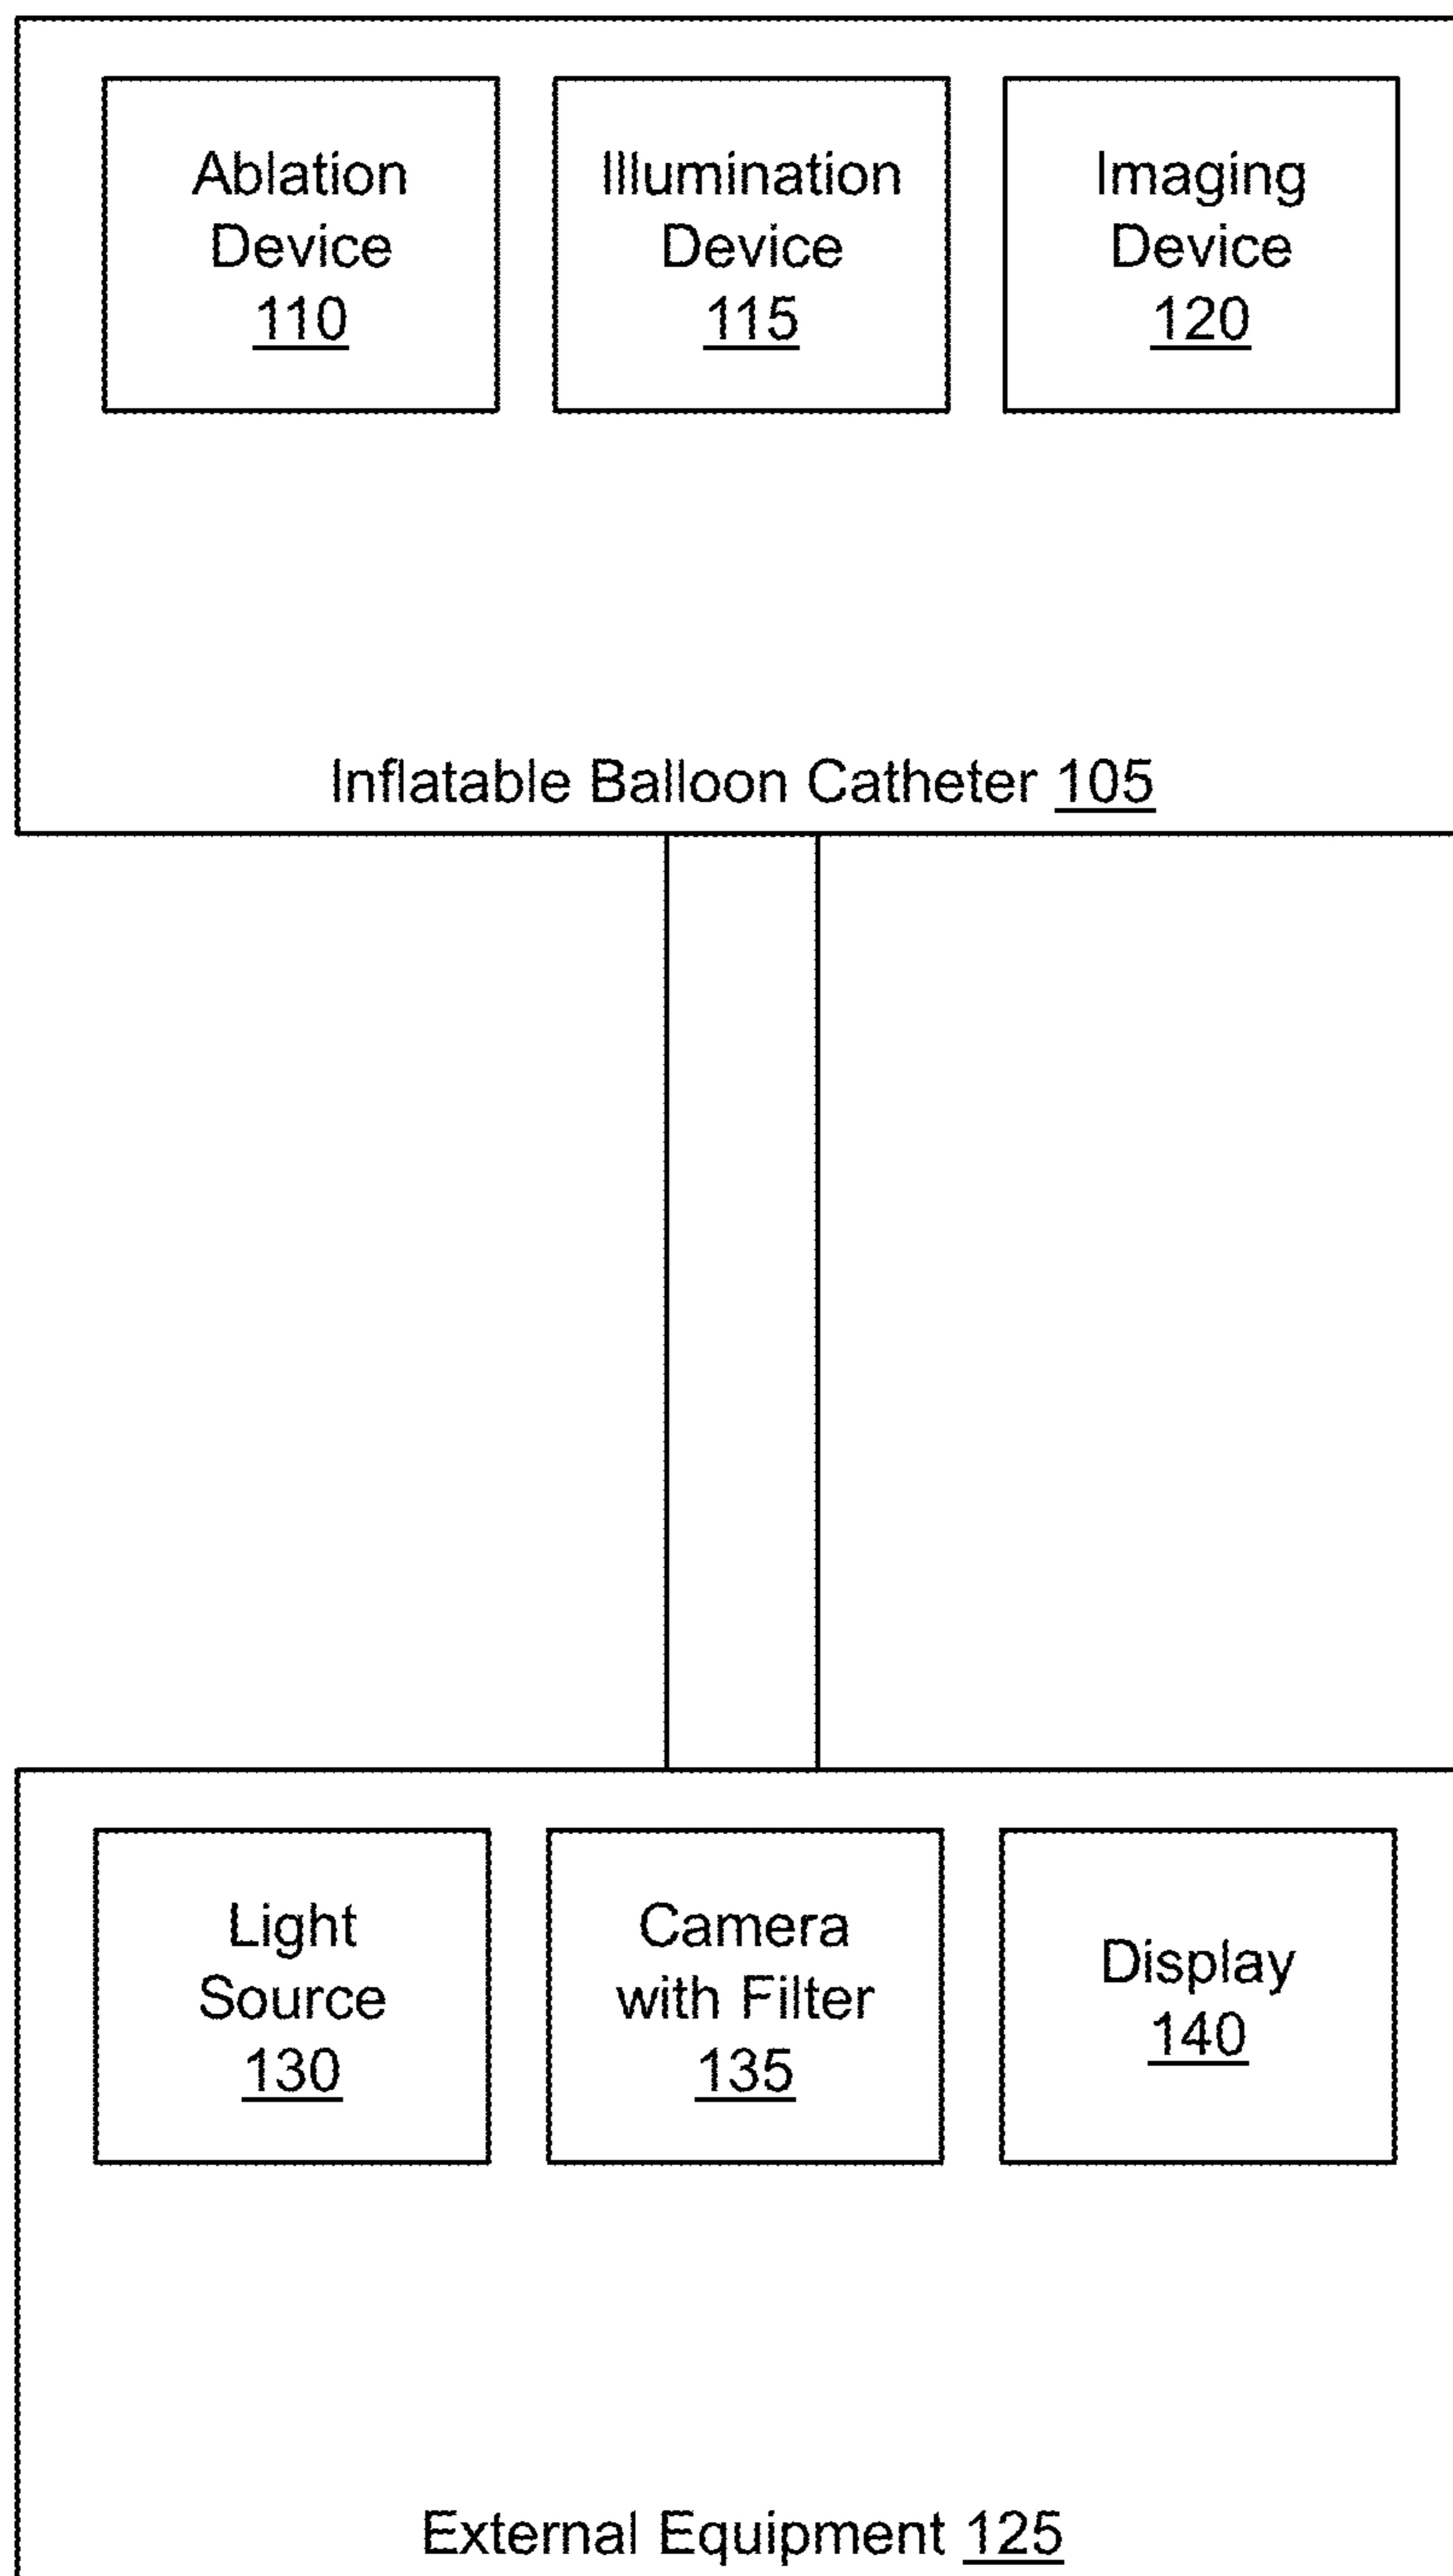 Ablation
Device
110
Illumination
Device
115
Imaging
Device
120
Inflatable Balloon Catheter 105
Light
Source
130
Camera
with Filter
135
Display
140
External Equipment 125